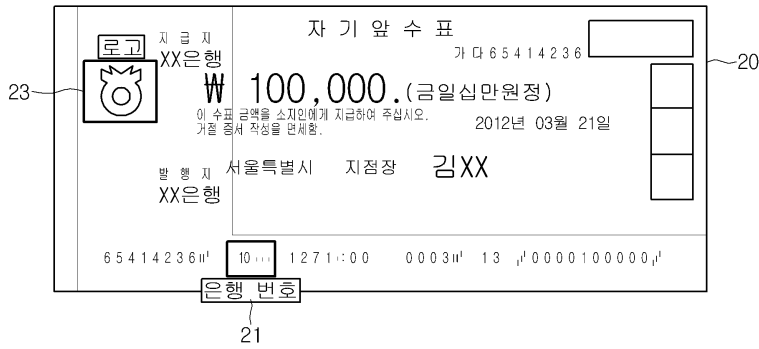 자기앞수표
로고
지급지
XX은행
가다65414236
20
23
₩ 100,000.(금일십만원정)
이 수표 금액을 소지인에게 지급하여 주십시오.
거절 증서 작성을 면세함.
2012년 03월 21일
발행지
XX은행
서울특별시 지점장 김XX
65414236⑈ 10⑆ 1271⑆00 0003⑈ 13 ⑇0000100000⑇
은행 번호
21